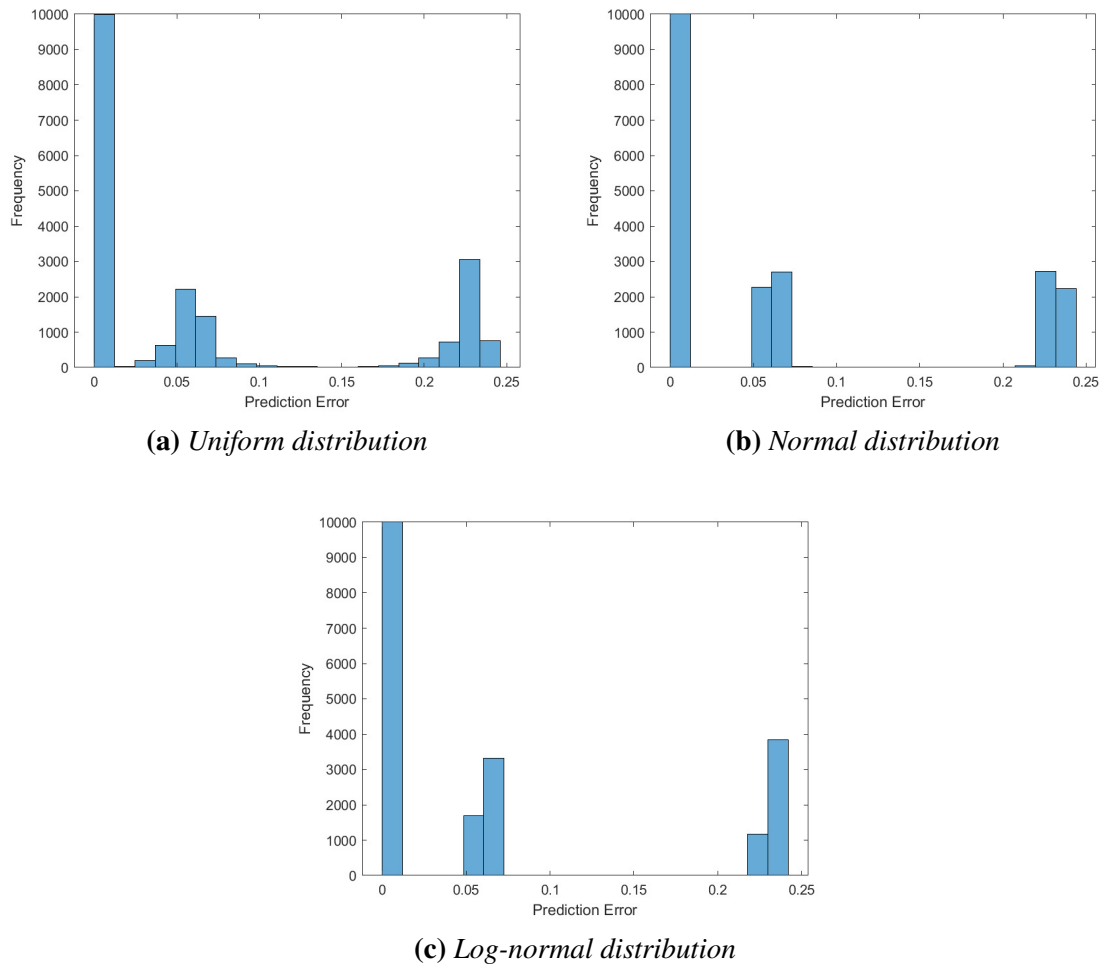 10000
9000
8000
7000
6000
5000
4000
3000
2000
1000
0
Frequency
0 0.05 0.1 0.15 0.2 0.25
Prediction Error
(a) Uniform distribution
10000
9000
8000
7000
6000
5000
4000
3000
2000
1000
0
Frequency
0 0.05 0.1 0.15 0.2 0.25
Prediction Error
(b) Normal distribution
10000
9000
8000
7000
6000
5000
4000
3000
2000
1000
0
Frequency
0 0.05 0.1 0.15 0.2 0.25
Prediction Error
(c) Log-normal distribution